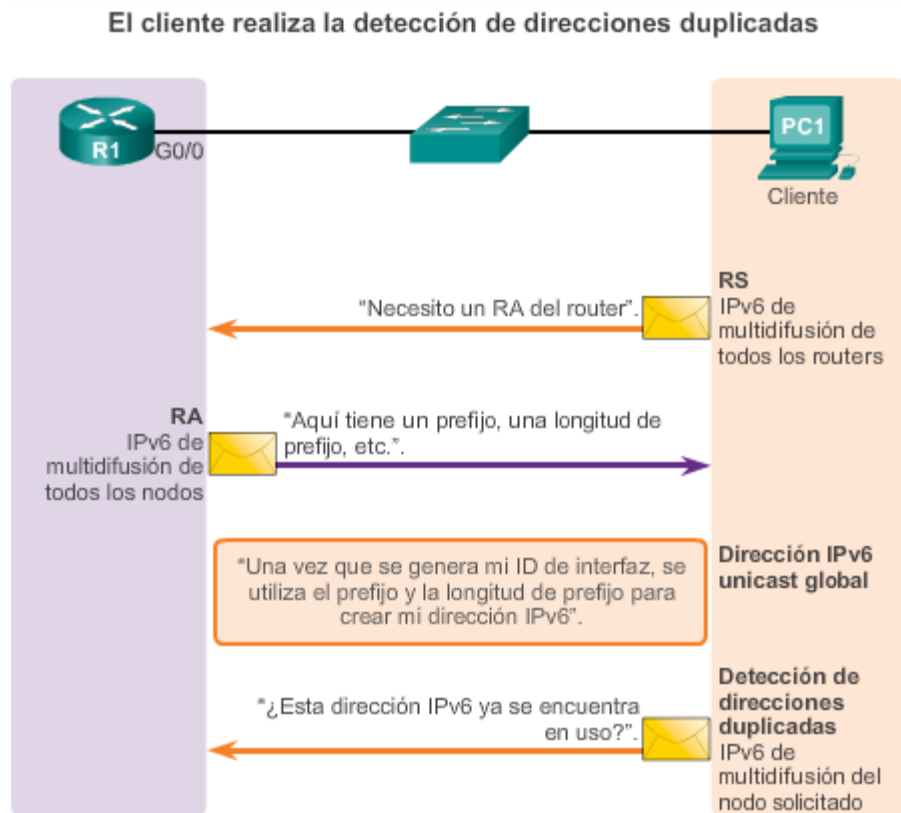 El cliente realiza la detección de direcciones duplicadas
R1
G0/0
PC1
Cliente
"Necesito un RA del router".
RS
IPv6 de
multidifusión de
todos los routers
RA
IPv6 de
multidifusión de
todos los nodos
"Aquí tiene un prefijo, una longitud de
prefijo, etc.".
"Una vez que se genera mi ID de interfaz, se
utiliza el prefijo y la longitud de prefijo para
crear mi dirección IPv6".
Dirección IPv6
unicast global
"¿Esta dirección IPv6 ya se encuentra
en uso?".
Detección de
direcciones
duplicadas
IPv6 de
multidifusión del
nodo solicitado